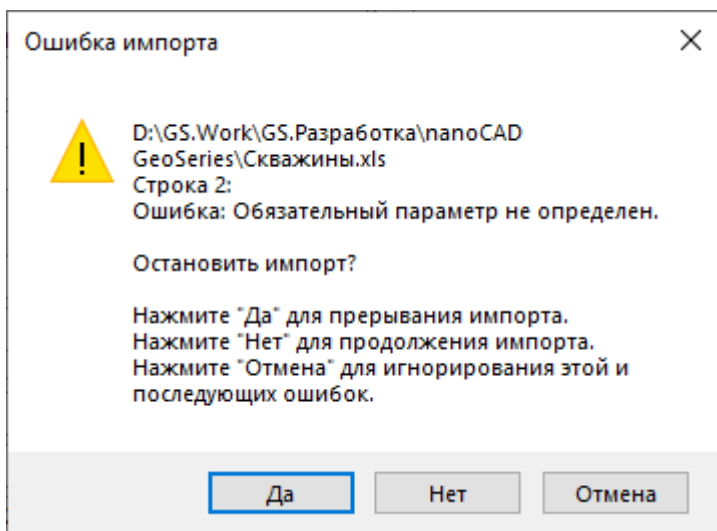 Ошибка импорта
D:\GS.Work\GS.Разработка\nanoCAD
GeoSeries\Скважины.xls
Строка 2:
Ошибка: Обязательный параметр не определен.
Остановить импорт?
Нажмите "Да" для прерывания импорта.
Нажмите "Нет" для продолжения импорта.
Нажмите "Отмена" для игнорирования этой и
последующих ошибок.
Да Нет Отмена